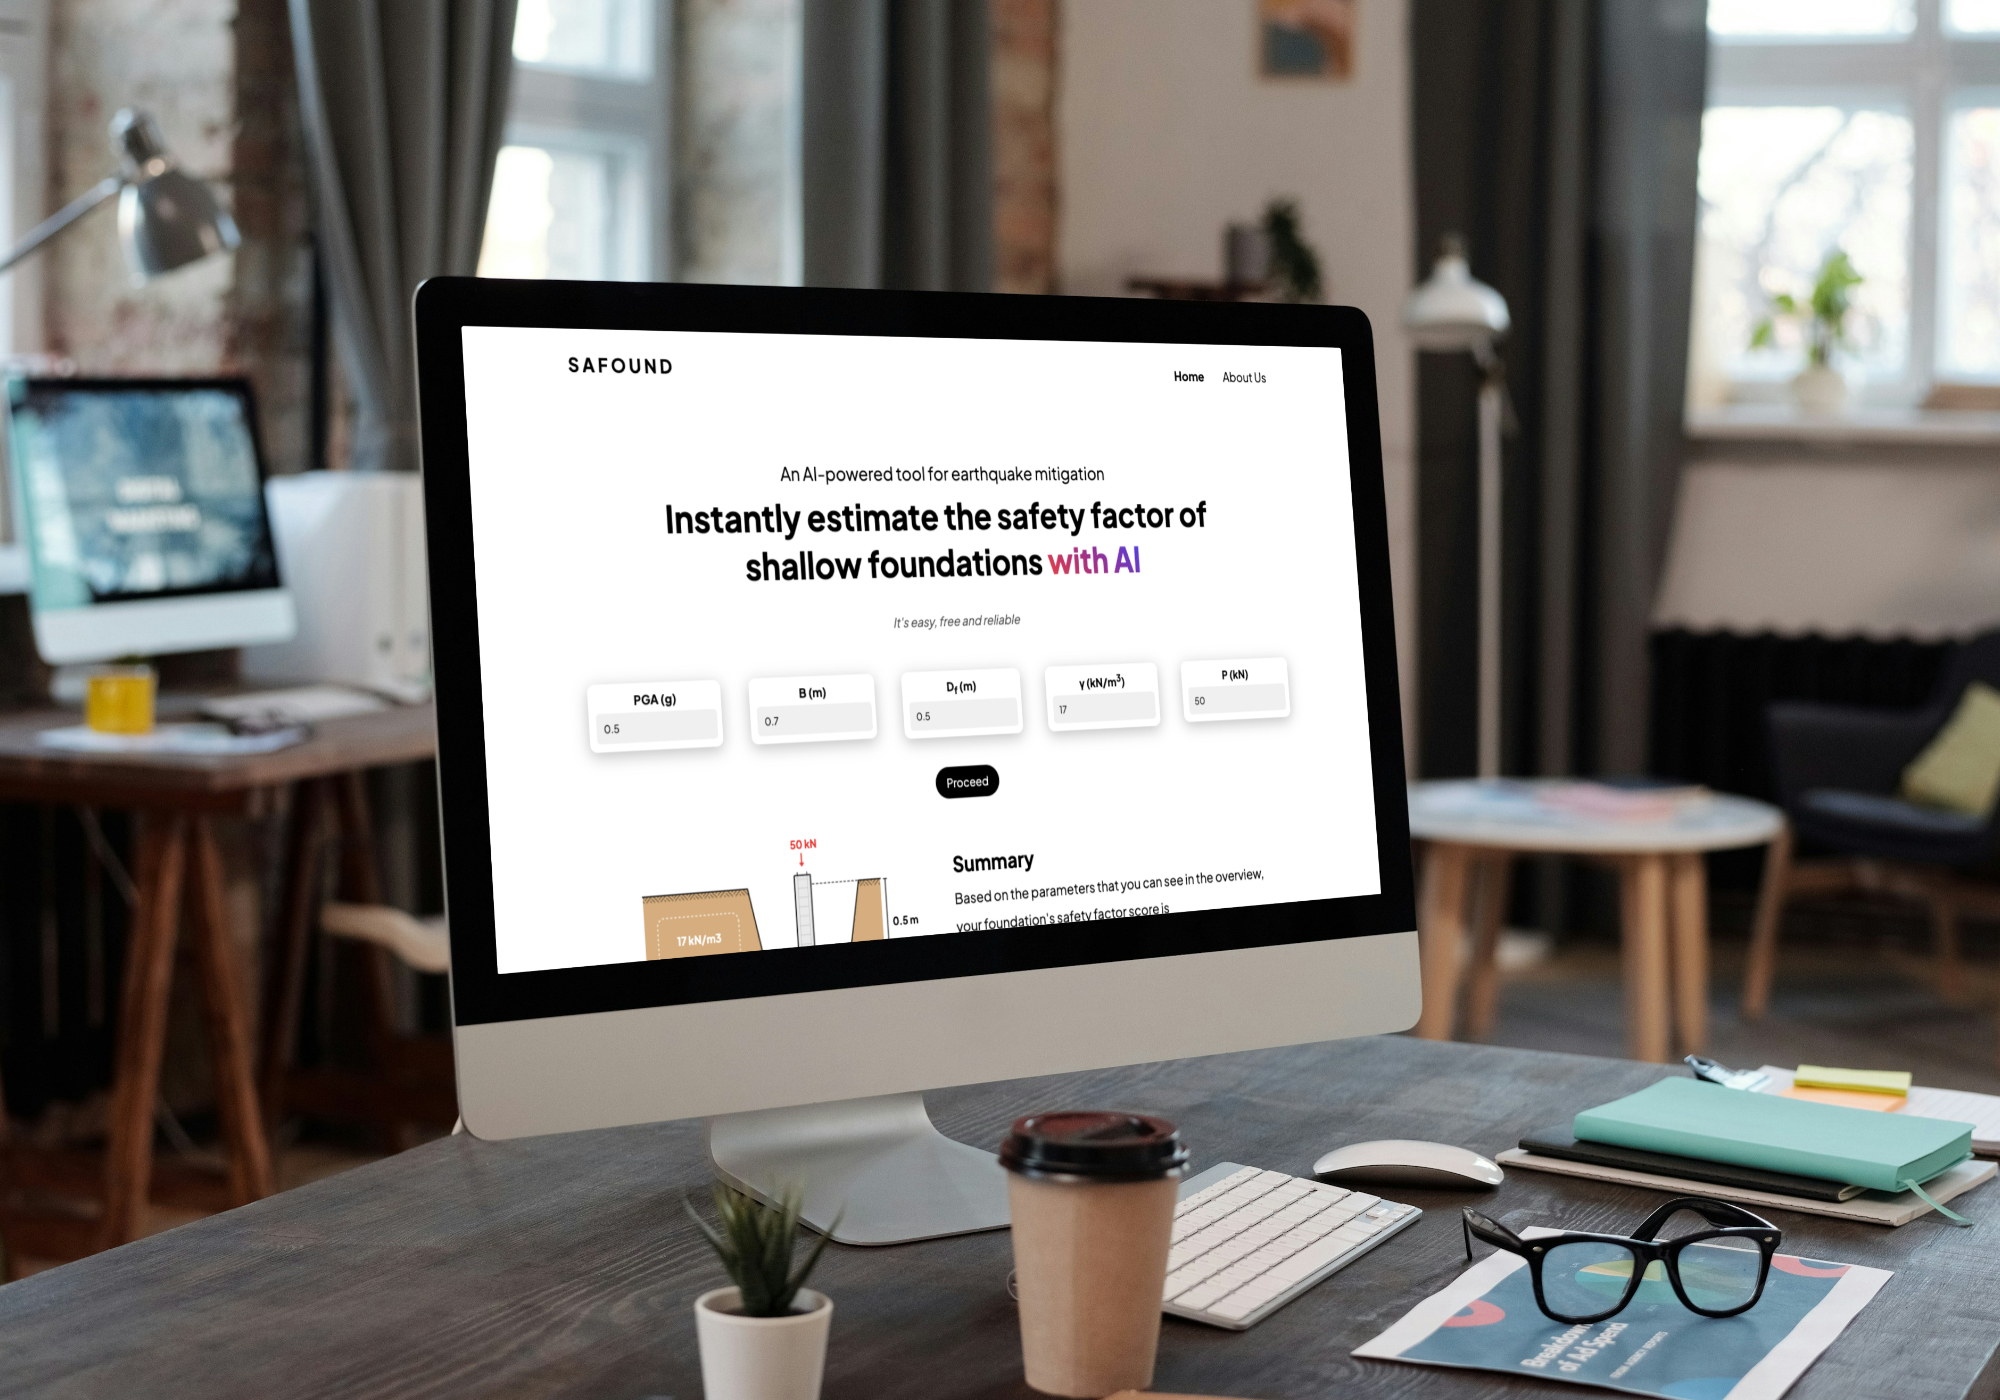 SAFOUND
Home About Us
An AI-powered tool for earthquake mitigation
Instantly estimate the safety factor of
shallow foundations with AI
It's easy, free and reliable
PGA (g) B (m) Df (m) γ (kN/m³) P (kN)
0.5 0.7 0.5 17 50
Proceed
50 kN
Summary
Based on the parameters that you can see in the overview,
0.5 m
your foundation's safety factor score is
17 kN/m3
Breakdown
of Ad Spend